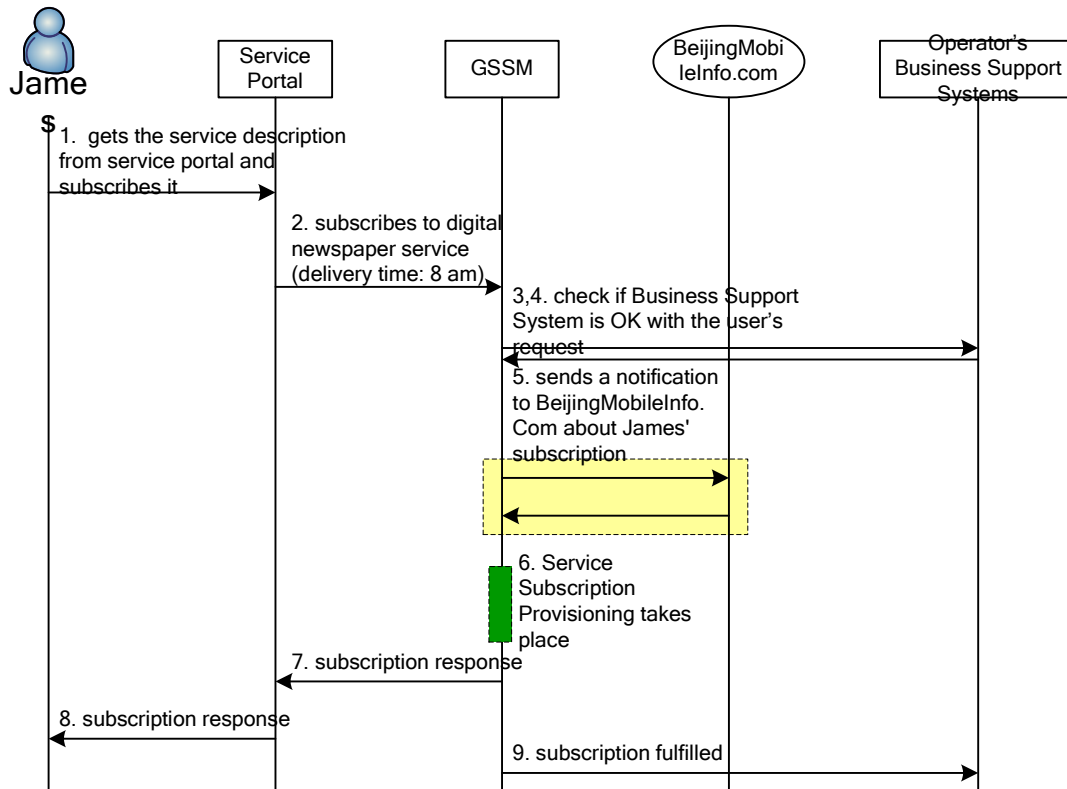 Jame
$
Service
Portal
GSSM
BeijingMobi
leInfo.com
Operator's
Business Support
Systems
1.  gets the service description
from service portal and
subscribes it
2. subscribes to digital
newspaper service
(delivery time: 8 am)
3,4. check if Business Support
System is OK with the user's
request
5. sends a notification
to BeijingMobileInfo.
Com about James'
subscription
6. Service
Subscription
Provisioning takes
place
7. subscription response
8. subscription response
9. subscription fulfilled